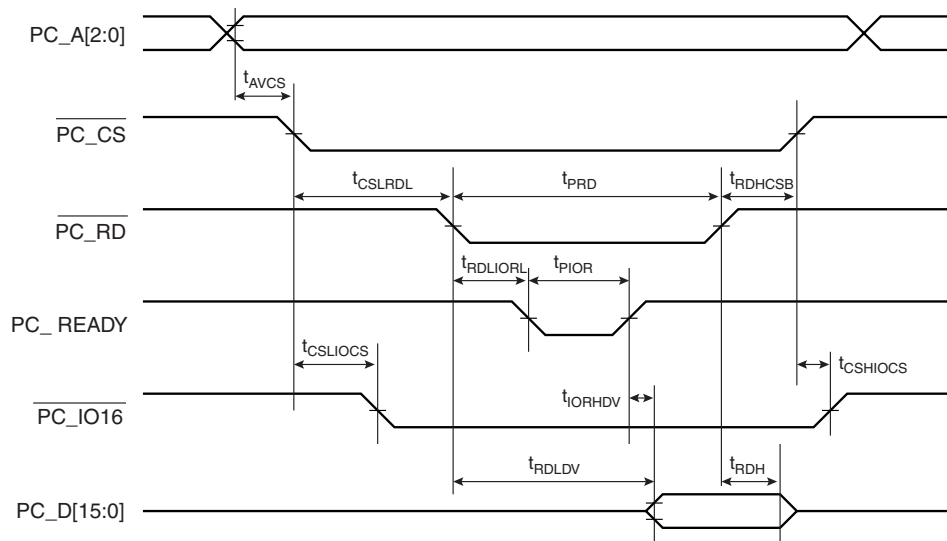 PC_A[2:0]
tAVCS
PC_CS
tCSLRDL
tPRD
tRDHCSB
PC_RD
tRDLIORL
tPIOR
PC_ READY
tCSLIOCS
tCSHIOCS
PC_IO16
tIORHDV
tRDLDV
tRDH
PC_D[15:0]